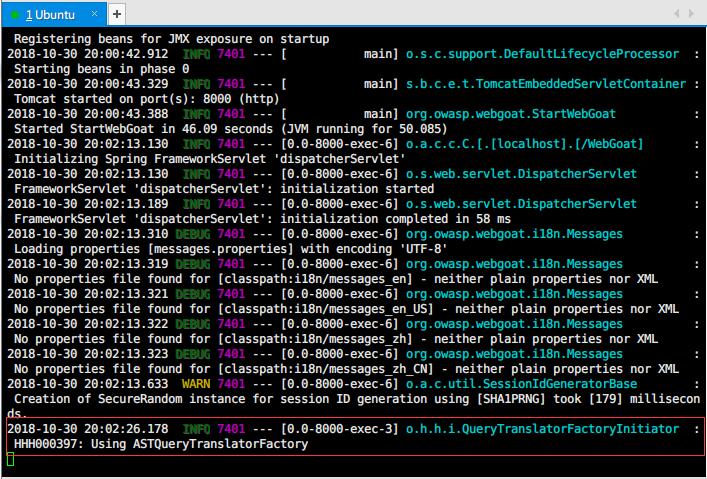 1 Ubuntu × +
Registering beans for JMX exposure on startup
2018-10-30 20:00:42.912  INFO 7401 --- [           main] o.s.c.support.DefaultLifecycleProcessor  :
Starting beans in phase 0
2018-10-30 20:00:43.329  INFO 7401 --- [           main] s.b.c.e.t.TomcatEmbeddedServletContainer :
Tomcat started on port(s): 8000 (http)
2018-10-30 20:00:43.388  INFO 7401 --- [           main] org.owasp.webgoat.StartWebGoat           :
Started StartWebGoat in 46.09 seconds (JVM running for 50.085)
2018-10-30 20:02:13.130  INFO 7401 --- [0.0-8000-exec-6] o.a.c.c.C.[.[localhost].[/WebGoat]       :
Initializing Spring FrameworkServlet 'dispatcherServlet'
2018-10-30 20:02:13.130  INFO 7401 --- [0.0-8000-exec-6] o.s.web.servlet.DispatcherServlet        :
FrameworkServlet 'dispatcherServlet': initialization started
2018-10-30 20:02:13.189  INFO 7401 --- [0.0-8000-exec-6] o.s.web.servlet.DispatcherServlet        :
FrameworkServlet 'dispatcherServlet': initialization completed in 58 ms
2018-10-30 20:02:13.310 DEBUG 7401 --- [0.0-8000-exec-6] org.owasp.webgoat.i18n.Messages          :
Loading properties [messages.properties] with encoding 'UTF-8'
2018-10-30 20:02:13.319 DEBUG 7401 --- [0.0-8000-exec-6] org.owasp.webgoat.i18n.Messages          :
No properties file found for [classpath:i18n/messages_en] - neither plain properties nor XML
2018-10-30 20:02:13.321 DEBUG 7401 --- [0.0-8000-exec-6] org.owasp.webgoat.i18n.Messages          :
No properties file found for [classpath:i18n/messages_en_US] - neither plain properties nor XML
2018-10-30 20:02:13.322 DEBUG 7401 --- [0.0-8000-exec-6] org.owasp.webgoat.i18n.Messages          :
No properties file found for [classpath:i18n/messages_zh] - neither plain properties nor XML
2018-10-30 20:02:13.323 DEBUG 7401 --- [0.0-8000-exec-6] org.owasp.webgoat.i18n.Messages          :
No properties file found for [classpath:i18n/messages_zh_CN] - neither plain properties nor XML
2018-10-30 20:02:13.633  WARN 7401 --- [0.0-8000-exec-6] o.a.c.util.SessionIdGeneratorBase        :
Creation of SecureRandom instance for session ID generation using [SHA1PRNG] took [179] millisecon
ds.
2018-10-30 20:02:26.178  INFO 7401 --- [0.0-8000-exec-3] o.h.h.i.QueryTranslatorFactoryInitiator  :
HHH000397: Using ASTQueryTranslatorFactory